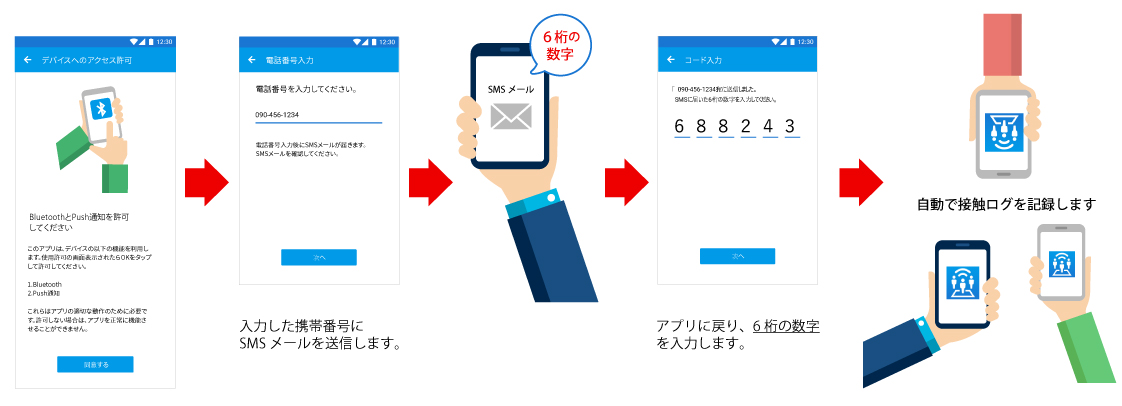 12:30
デバイスへのアクセス許可
BluetoothとPush通知を許可
してください
このアプリは、デバイスの以下の機能を利用し
ます。使用許可の画面表示されたらOKをタップ
して許可してください。
1.Bluetooth
2.Push通知
これらはアプリの適切な動作のために必要で
す。許可しない場合は、アプリを正常に機能さ
せることができません。
同意する
12:30
電話番号入力
電話番号を入力してください。
090-456-1234
電話番号入力後にSMSメールが届きます。
SMSメールを確認してください。
次へ
入力した携帯番号に
SMS メールを送信します。
6 桁の
数字
SMS メール
12:30
コード入力
「 090-456-1234宛に送信しました。
SMSに届いた6桁の数字を入力してください。
6 8 8 2 4 3
次へ
アプリに戻り、6 桁の数字
を入力します。
自動で接触ログを記録します